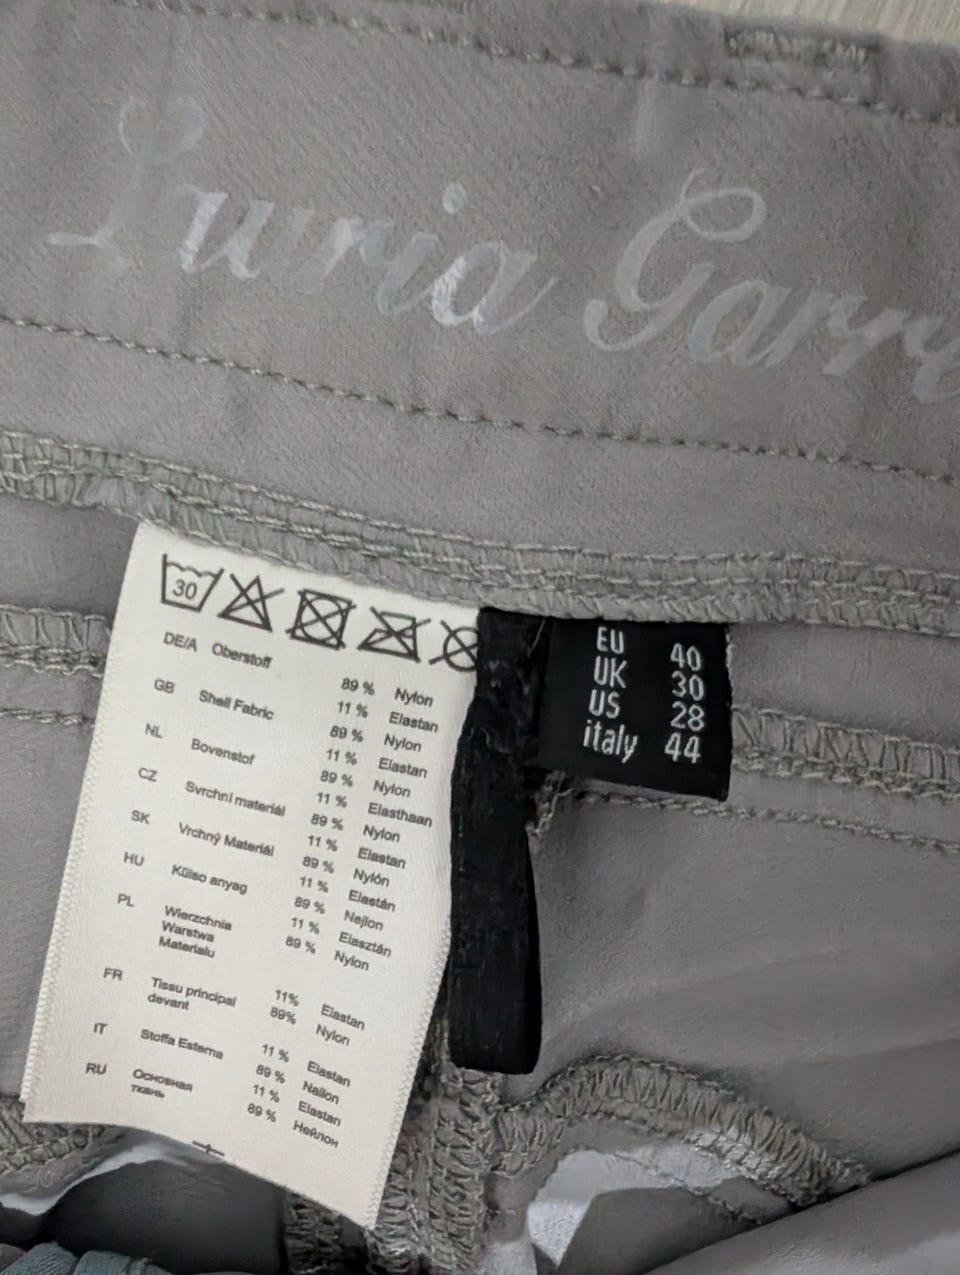 Luria Garre
30
DE/A Oberstoff 89 % Nylon
11 % Elastan
GB Shell Fabric 89 % Nylon
11 % Elastan
NL Bovenstof 89 % Nylon
11 % Elasthaan
CZ Svrchní materiál 89 % Nylon
11 % Elastan
SK Vrchný Materiál 89 % Nylón
11 % Elastán
HU Külso anyag 89 % Nejlon
11 % Elasztán
PL Wierzchnia 89 % Nylon
Warstwa
Materialu 11% Elastan
FR Tissu principal 89% Nylon
devant 11 % Elastan
IT Stoffa Esterna 89 % Nailon
11 % Elastan
RU Основная 89 % Нейлон
ткань
EU 40
UK 30
US 28
italy 44